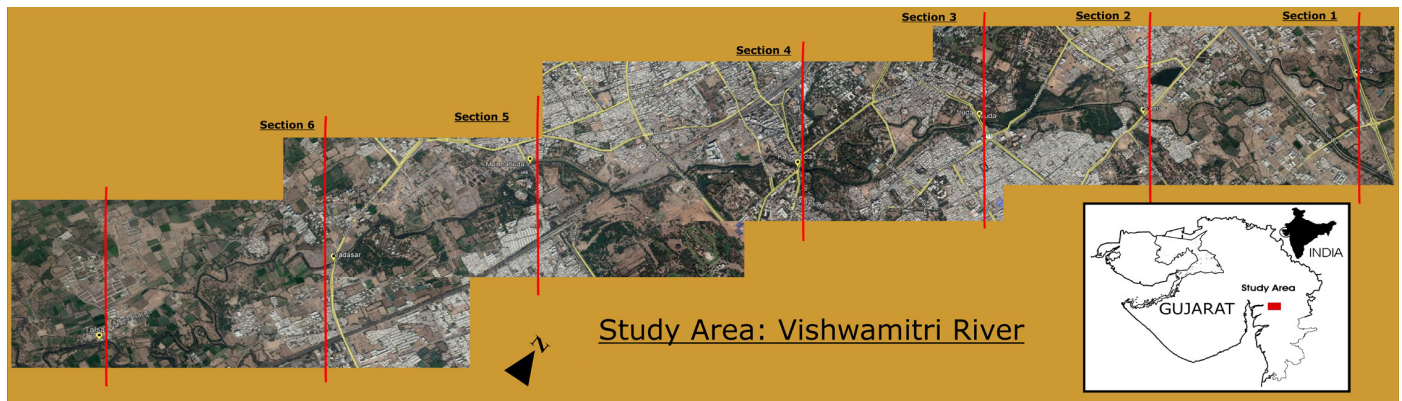 Section 3
Section 2
Section 1
Section 4
Section 5
Section 6
Study Area: Vishwamitri River
N
INDIA
Study Area
GUJARAT